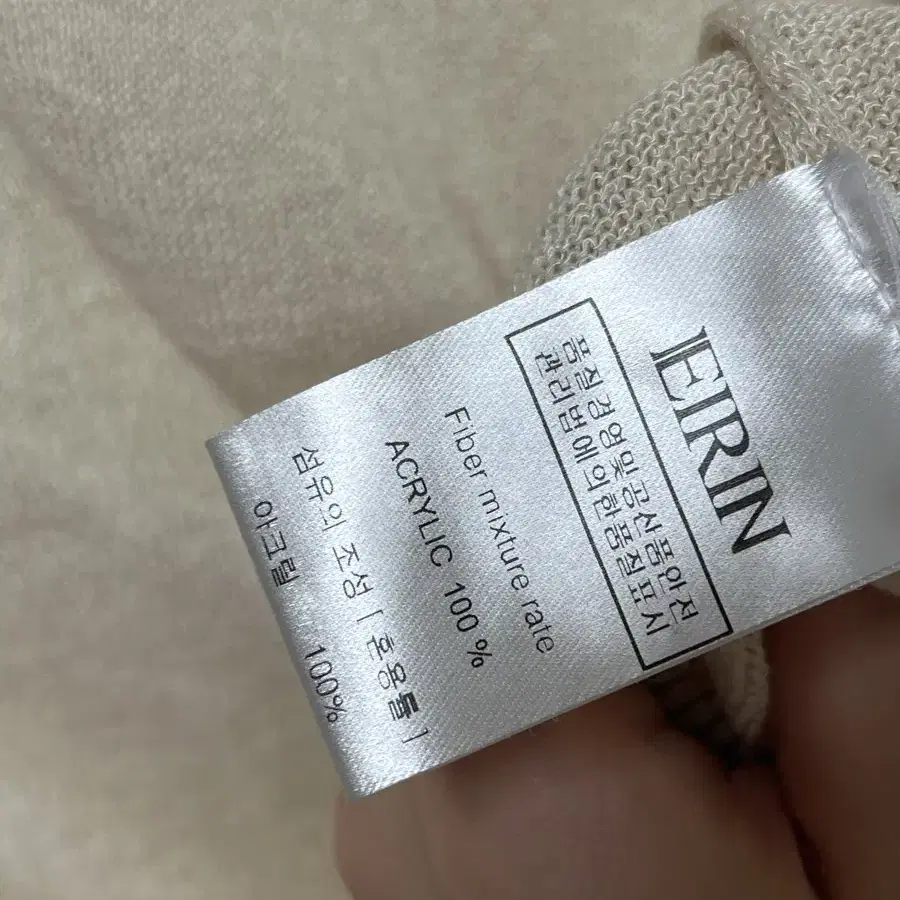 EIRIN
품질경영및공산품안전
관리법에의한품질표시
Fiber mixture rate
ACRYLIC 100 %
섬유의 조성 [ 혼용률 ]
아크릴 100%